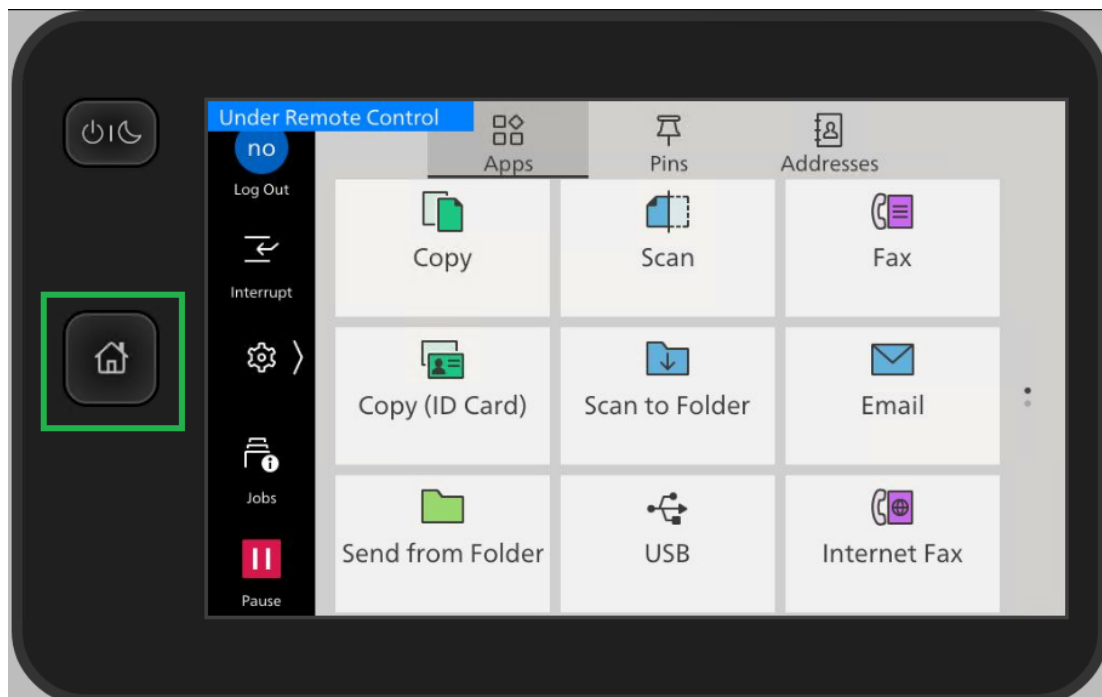 Under Remote Control
no
Log Out
Interrupt
Jobs
Pause
Apps
Pins
Addresses
Copy
Scan
Fax
Copy (ID Card)
Scan to Folder
Email
Send from Folder
USB
Internet Fax